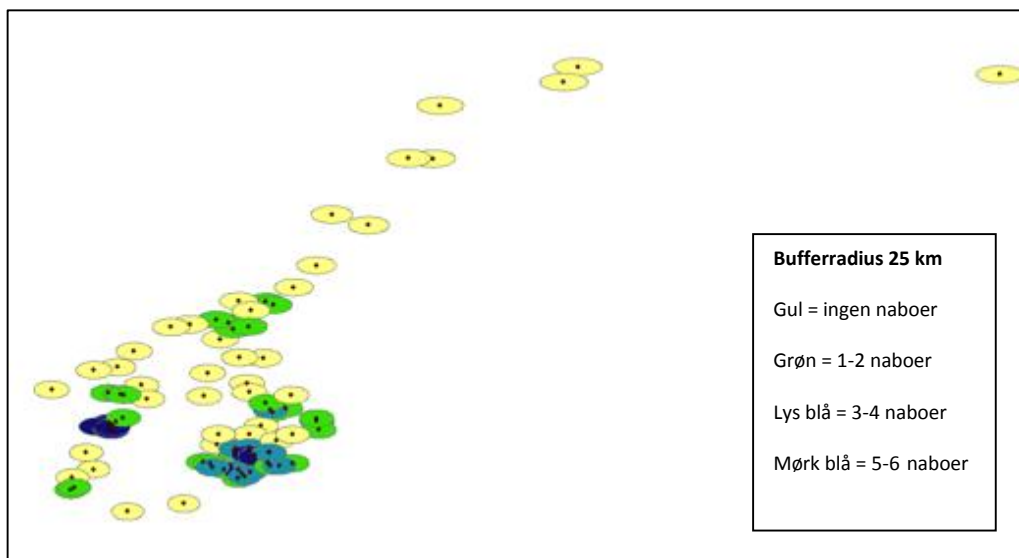 Bufferradius 25 km
Gul = ingen naboer
Grøn = 1-2 naboer
Lys blå = 3-4 naboer
Mørk blå = 5-6 naboer